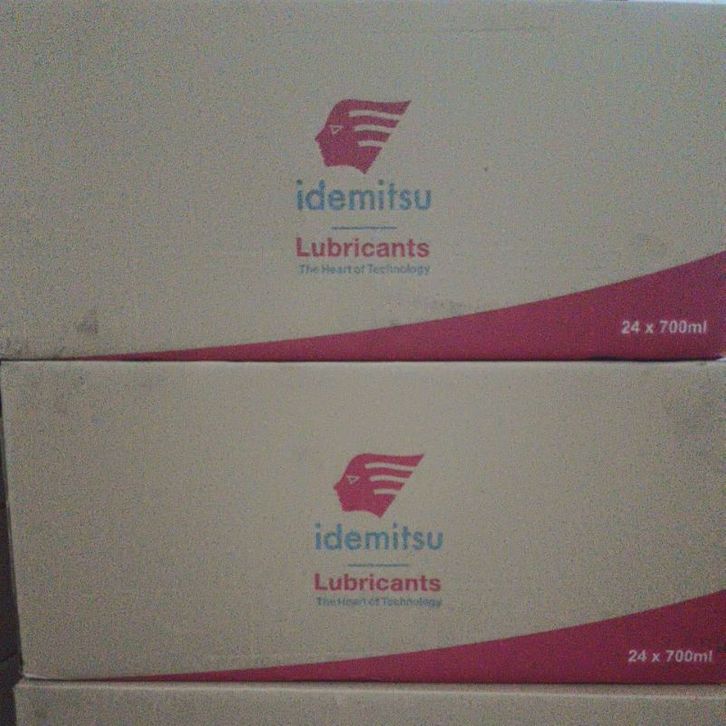 idemitsu
Lubricants
The Heart of Technology
24 x 700ml
idemitsu
Lubricants
The Heart of Technology
24 x 700ml